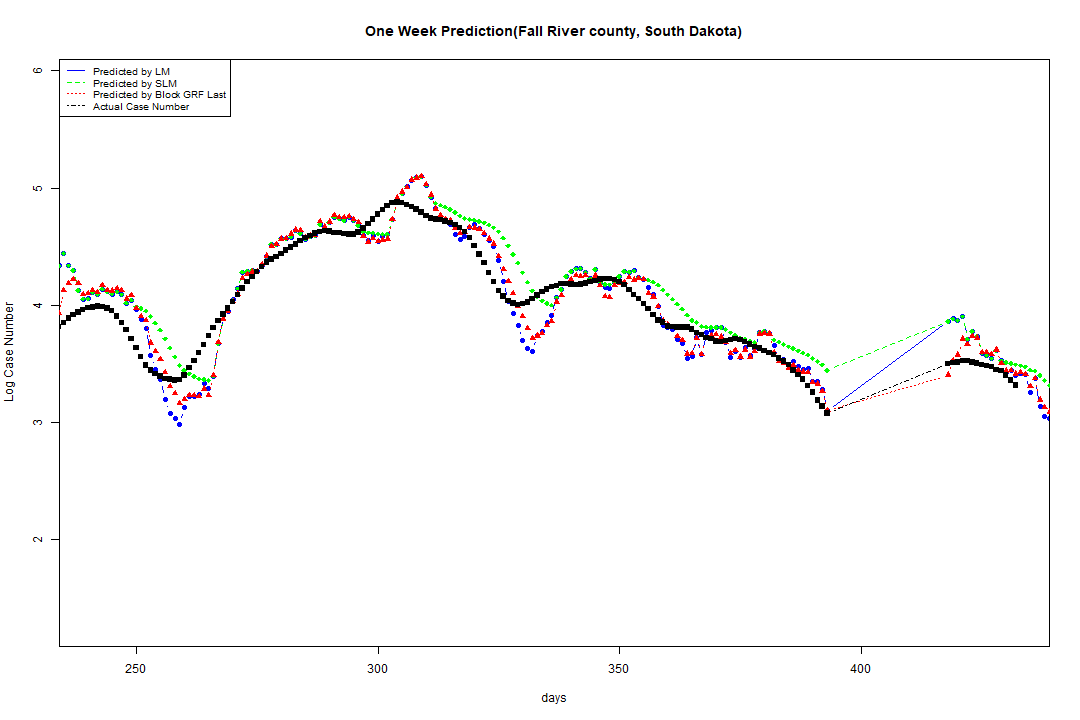 One Week Prediction(Fall River county, South Dakota)
Predicted by LM
Predicted by SLM
Predicted by Block GRF Last
Actual Case Number
6
5
4
3
2
Log Case Number
250
300
350
400
days